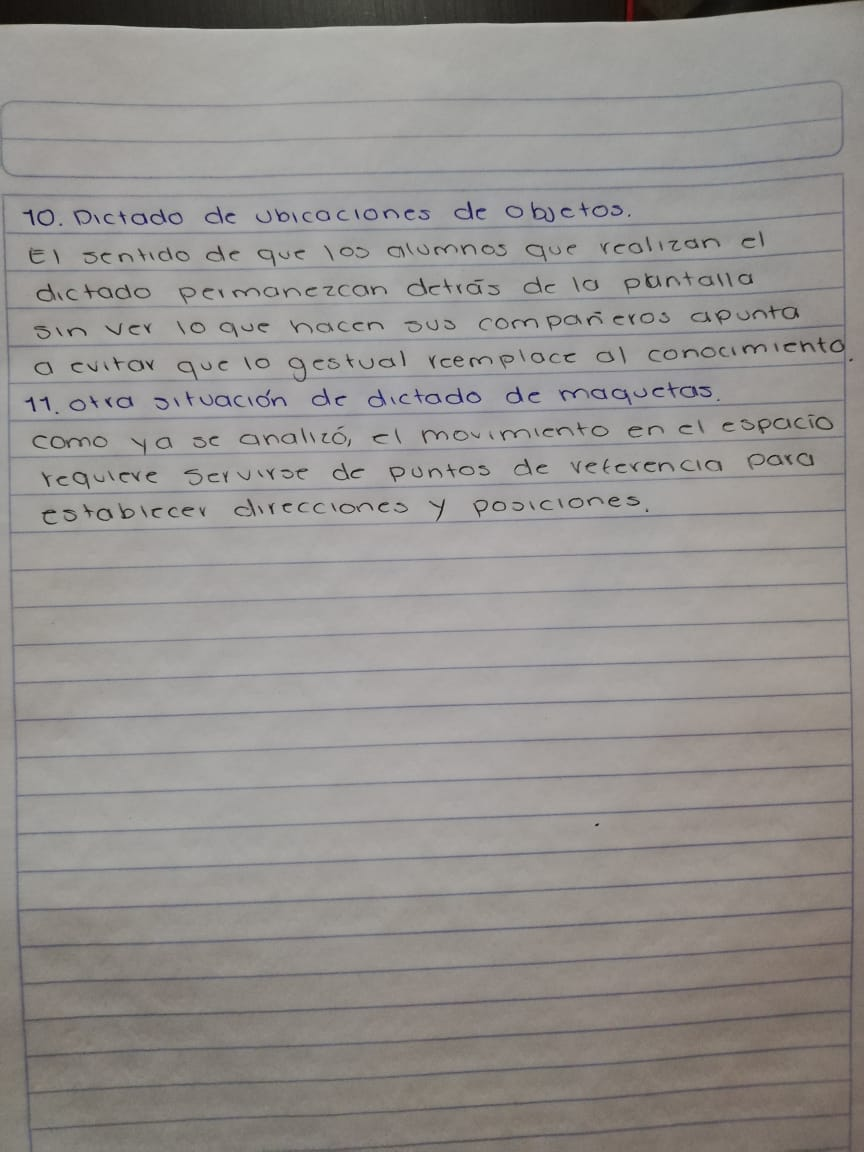 10. Dictado de ubicaciones de objetos.
El sentido de que los alumnos que realizan el
dictado permanezcan detrás de la pantalla
sin ver lo que hacen sus compañeros apunta
a evitar que lo gestual reemplace al conocimiento.
11. otra situación de dictado de maquetas.
como ya se analizó, el movimiento en el espacio
requiere servirse de puntos de referencia para
establecer direcciones y posiciones.